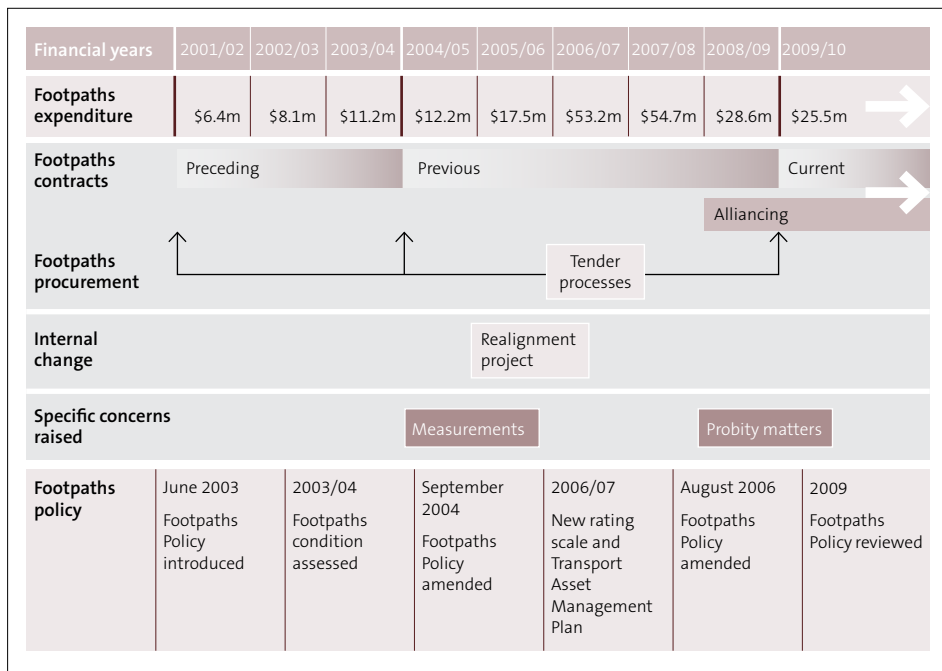 Financial years 2001/02 2002/03 2003/04 2004/05 2005/06 2006/07 2007/08 2008/09 2009/10
Footpaths
expenditure
$6.4m $8.1m $11.2m $12.2m $17.5m $53.2m $54.7m $28.6m $25.5m
Footpaths
contracts
Preceding Previous Current
Alliancing
Footpaths
procurement
Tender
processes
Internal
change
Realignment
project
Specific concerns
raised
Measurements Probity matters
Footpaths
policy
June 2003
Footpaths
Policy
introduced
2003/04
Footpaths
condition
assessed
September
2004
Footpaths
Policy
amended
2006/07
New rating
scale and
Transport
Asset
Management
Plan
August 2006
Footpaths
Policy
amended
2009
Footpaths
Policy reviewed